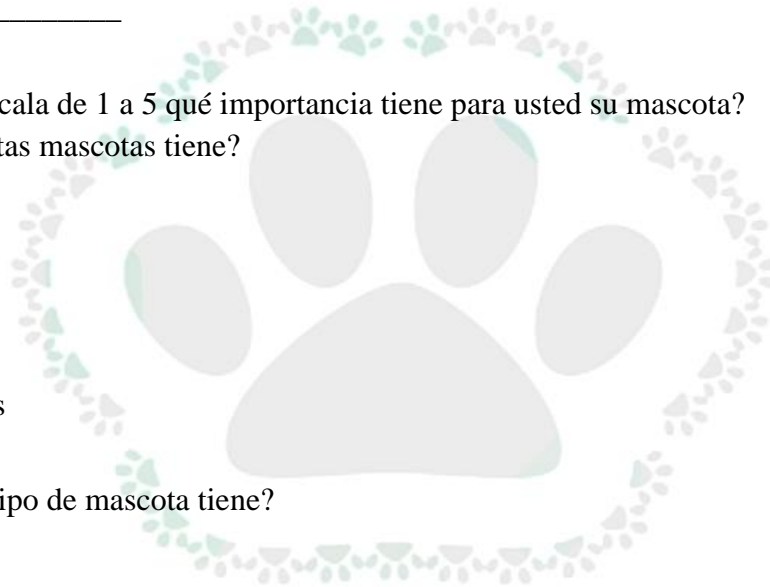 cala de 1 a 5 qué importancia tiene para usted su mascota?
tas mascotas tiene?
s
ipo de mascota tiene?